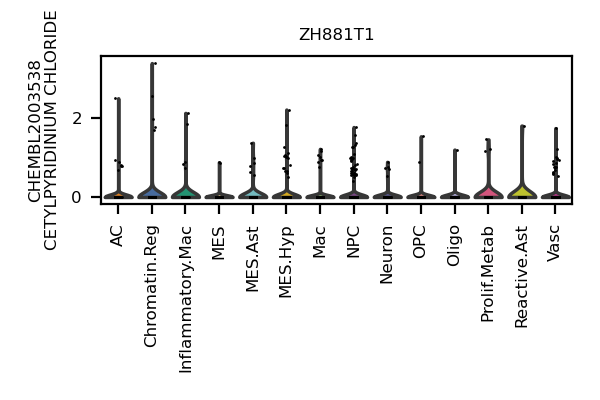 ZH881T1
CHEMBL2003538
CETYLPYRIDINIUM CHLORIDE
2
0
AC
Chromatin.Reg
Inflammatory.Mac
MES
MES.Ast
MES.Hyp
Mac
NPC
Neuron
OPC
Oligo
Prolif.Metab
Reactive.Ast
Vasc